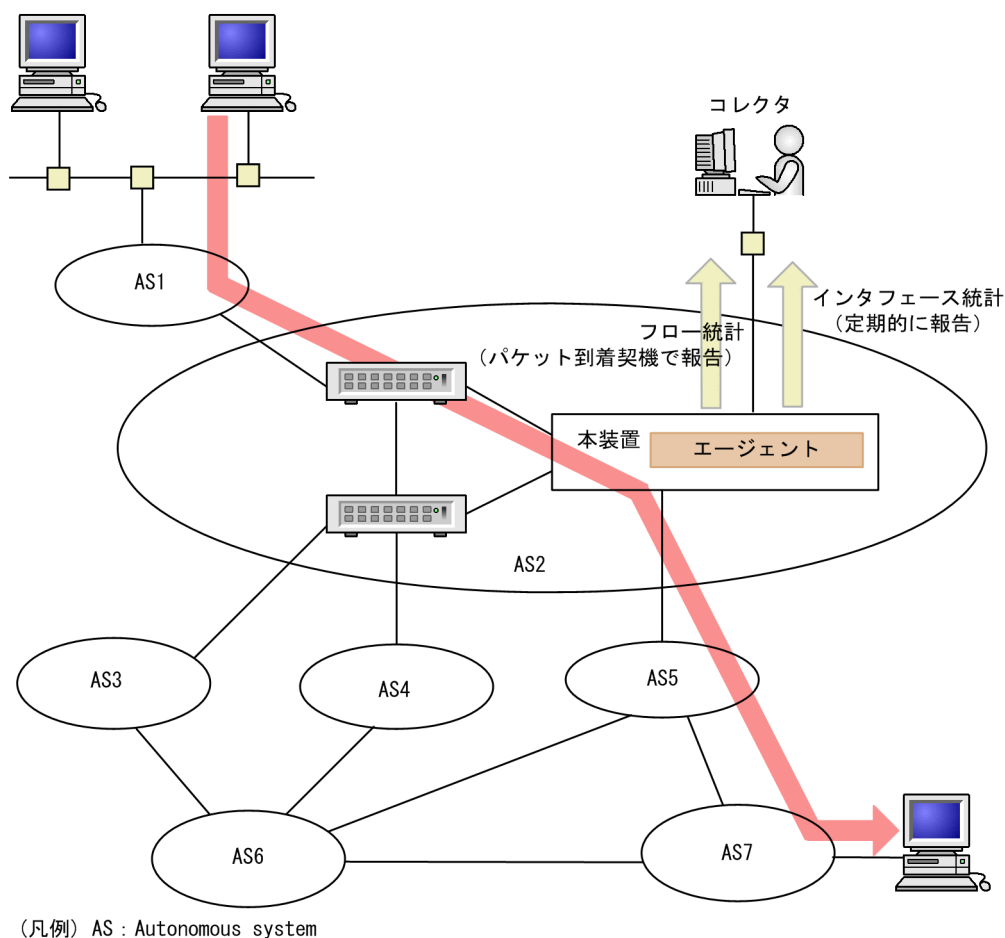 コレクタ
AS1
インタフェース統計
（定期的に報告）
フロー統計
（パケット到着契機で報告）
本装置
エージェント
AS2
AS3
AS4
AS5
AS6
AS7
（凡例）AS：Autonomous system